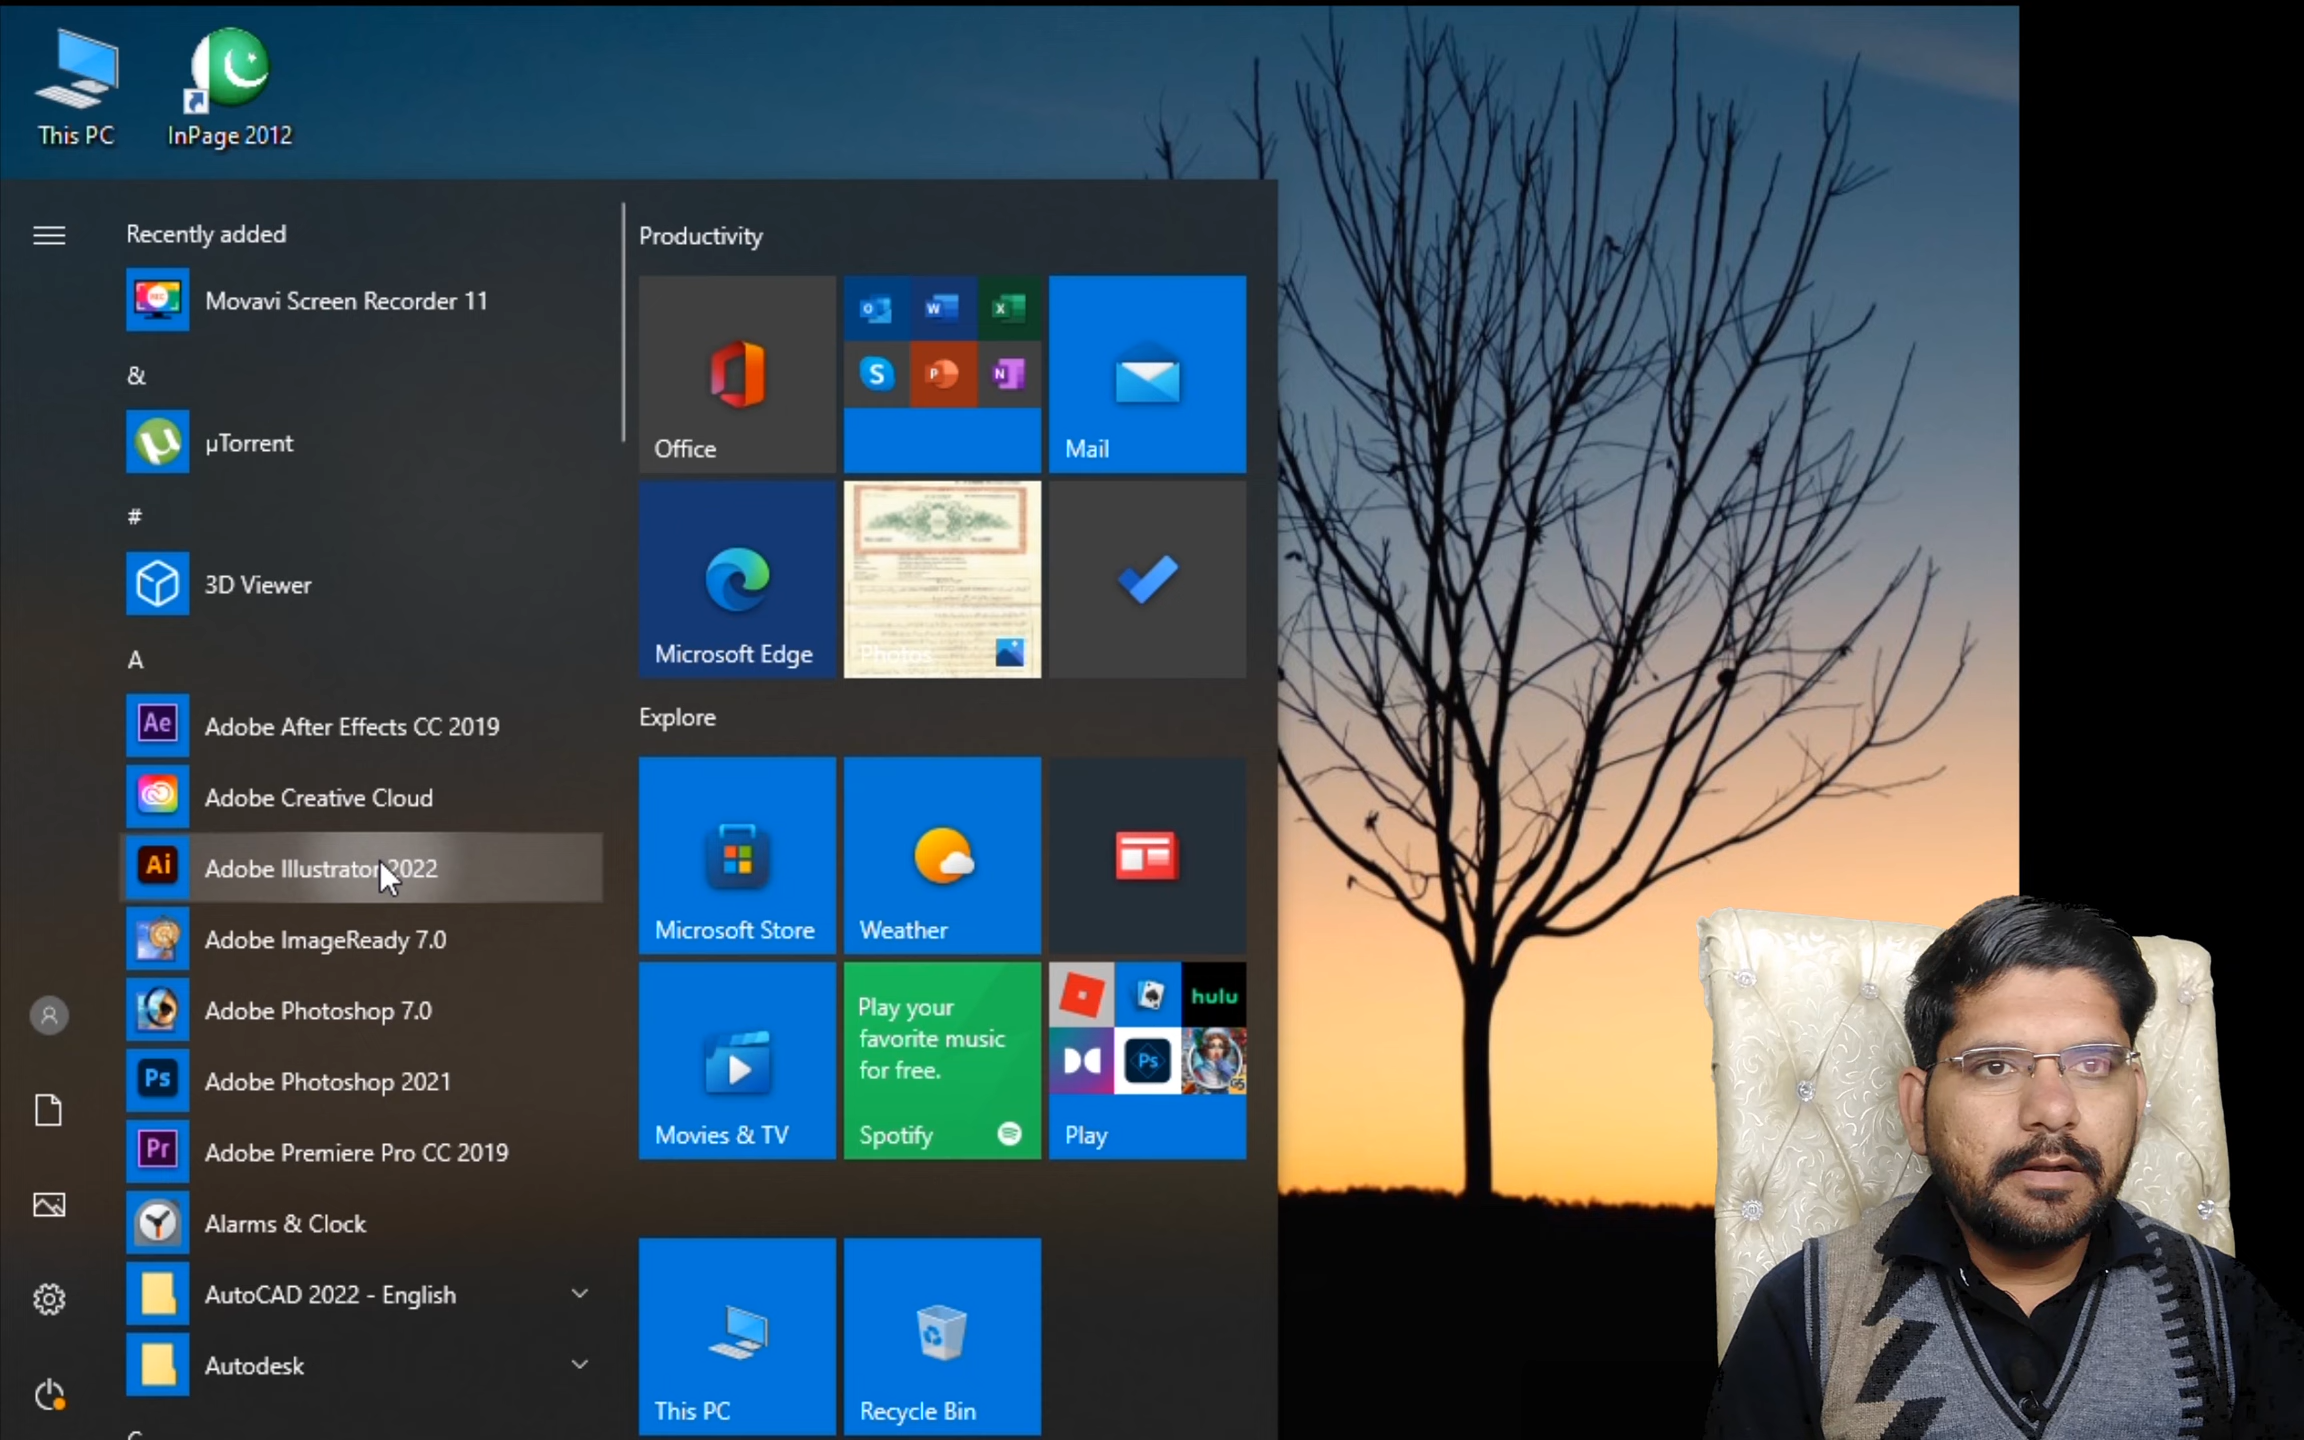 This PC
InPage 2012
Recently added
Movavi Screen Recorder 11
&
µTorrent
#
3D Viewer
A
Adobe After Effects CC 2019
Adobe Creative Cloud
Adobe Illustrator 2022
Adobe ImageReady 7.0
Adobe Photoshop 7.0
Adobe Photoshop 2021
Adobe Premiere Pro CC 2019
Alarms & Clock
AutoCAD 2022 - English
Autodesk
Productivity
Office
Mail
Microsoft Edge
Photos
Explore
Microsoft Store
Weather
Movies & TV
Play your
favorite music
for free.
Spotify
hulu
Play
This PC
Recycle Bin